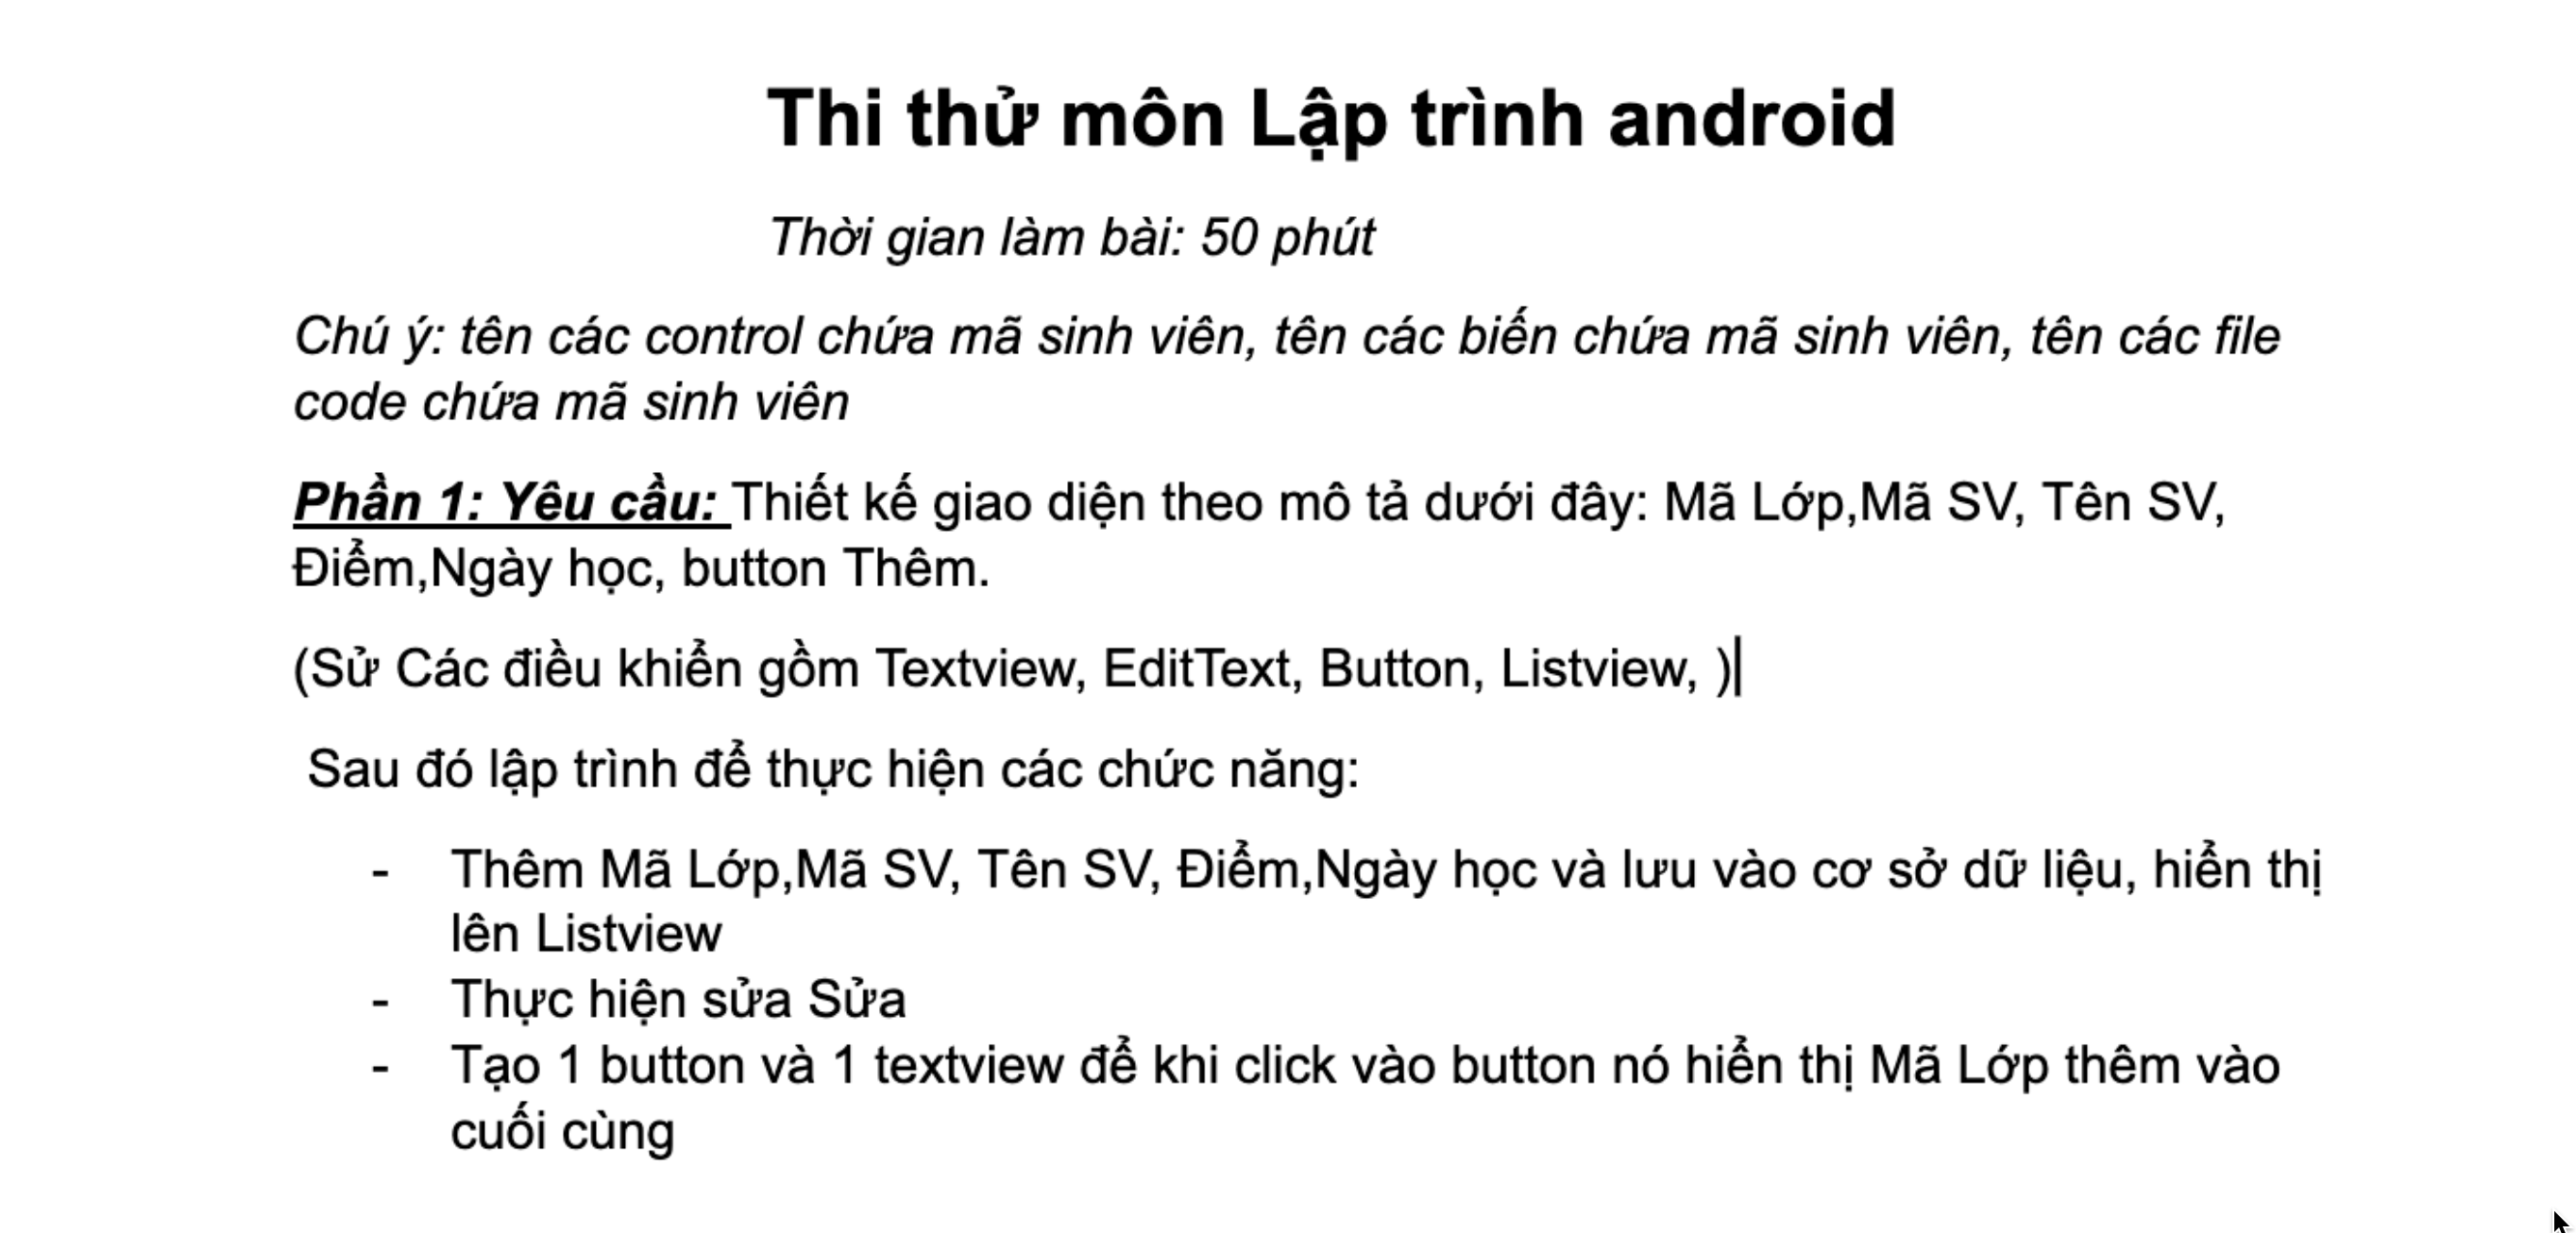 Thi thử môn Lập trình android
Thời gian làm bài: 50 phút
Chú ý: tên các control chứa mã sinh viên, tên các biến chứa mã sinh viên, tên các file
code chứa mã sinh viên
Phần 1: Yêu cầu: Thiết kế giao diện theo mô tả dưới đây: Mã Lớp,Mã SV, Tên SV,
Điểm,Ngày học, button Thêm.
(Sử Các điều khiển gồm Textview, EditText, Button, Listview, )
Sau đó lập trình để thực hiện các chức năng:
- Thêm Mã Lớp,Mã SV, Tên SV, Điểm,Ngày học và lưu vào cơ sở dữ liệu, hiển thị
lên Listview
- Thực hiện sửa Sửa
- Tạo 1 button và 1 textview để khi click vào button nó hiển thị Mã Lớp thêm vào
cuối cùng